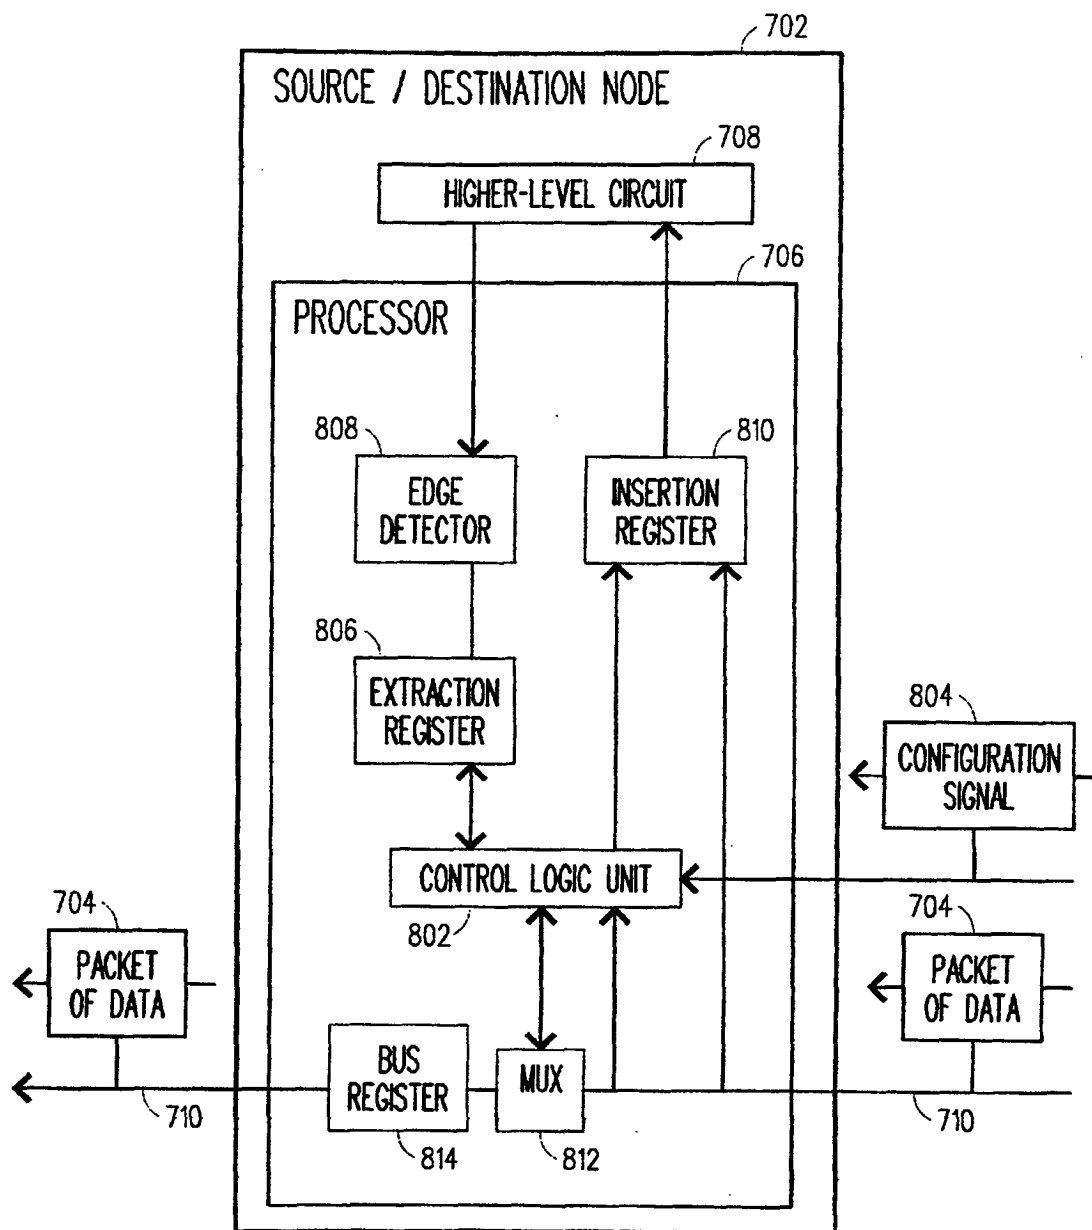 702
SOURCE / DESTINATION NODE
708
HIGHER-LEVEL CIRCUIT
706
PROCESSOR
808
EDGE
DETECTOR
810
INSERTION
REGISTER
806
EXTRACTION
REGISTER
804
CONFIGURATION
SIGNAL
CONTROL LOGIC UNIT
802
704
PACKET
OF DATA
704
PACKET
OF DATA
BUS
REGISTER
MUX
710
814
812
710